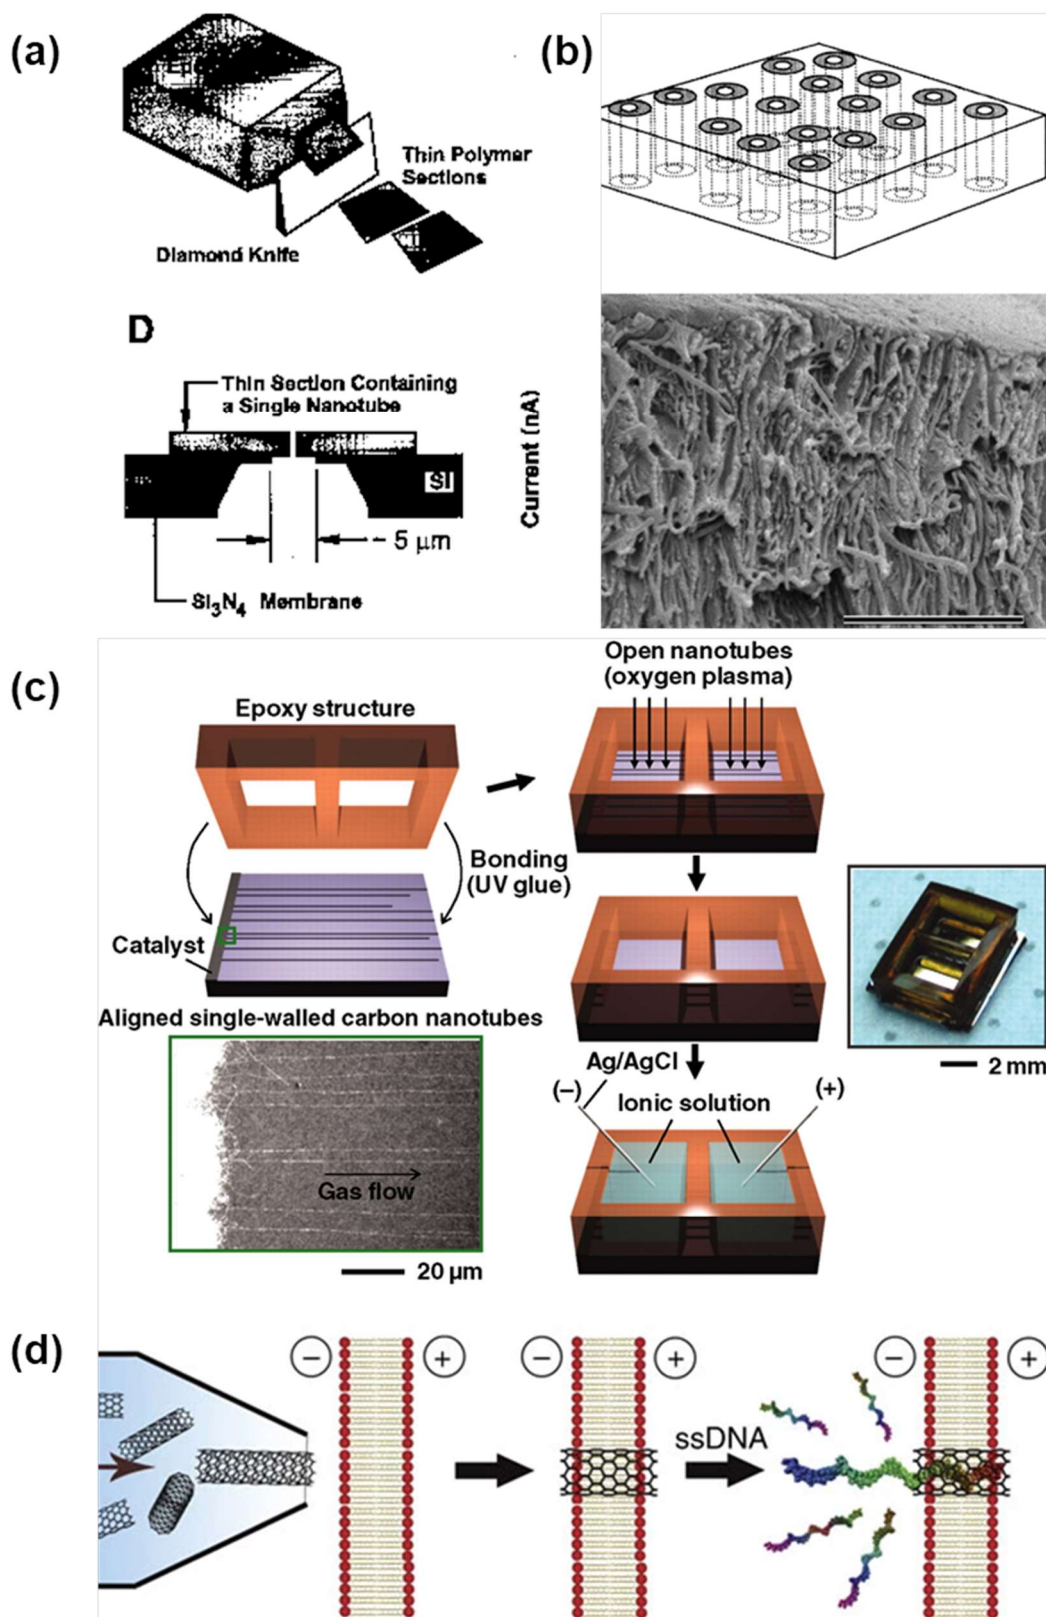 (a)
Thin Polymer
Sections
Diamond Knife
D
Thin Section Containing
a Single Nanotube
Si
5 µm
Si₃N₄ Membrane
Current (nA)
(b)
(c)
Epoxy structure
Bonding
(UV glue)
Catalyst
Aligned single-walled carbon nanotubes
Gas flow
20 µm
Open nanotubes
(oxygen plasma)
2 mm
Ag/AgCl
(–)
Ionic solution
(+)
(d)
−
+
−
+
ssDNA
−
+